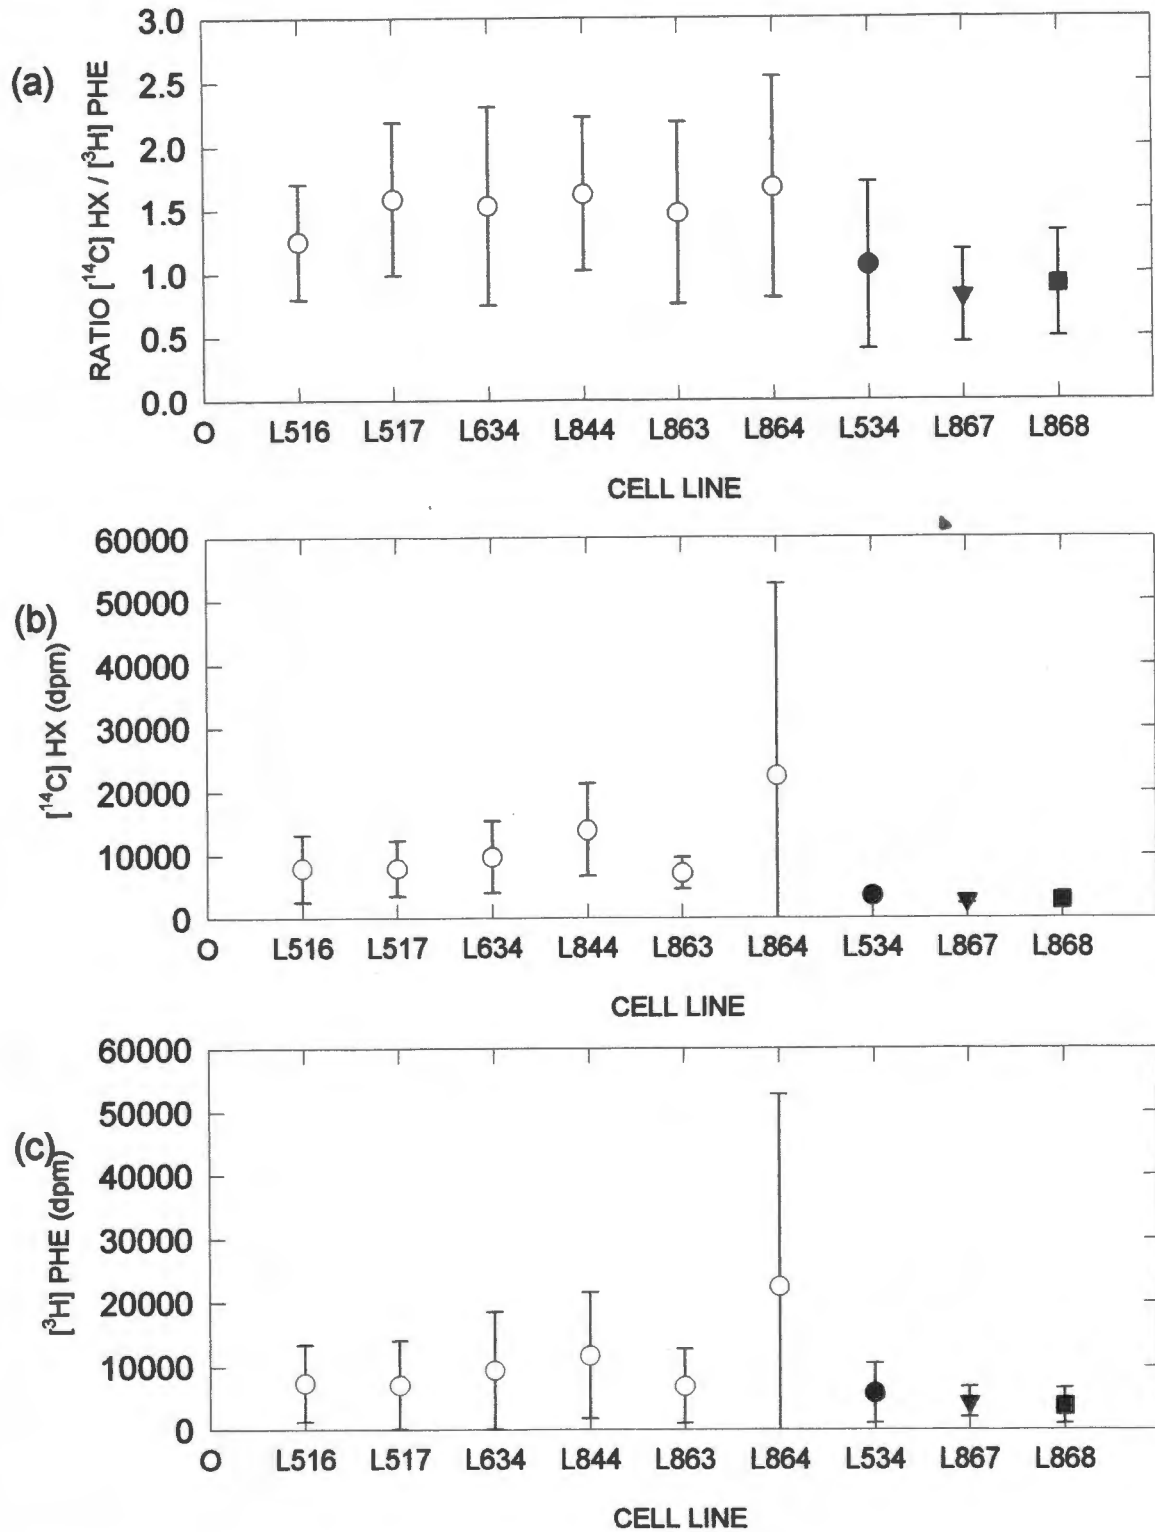 (a)
RATIO [¹⁴C] HX / [³H] PHE
3.0
2.5
2.0
1.5
1.0
0.5
0.0
O L516 L517 L634 L844 L863 L864 L534 L867 L868
CELL LINE
(b)
[¹⁴C] HX (dpm)
60000
50000
40000
30000
20000
10000
0
O L516 L517 L634 L844 L863 L864 L534 L867 L868
CELL LINE
(c)
[³H] PHE (dpm)
60000
50000
40000
30000
20000
10000
0
O L516 L517 L634 L844 L863 L864 L534 L867 L868
CELL LINE